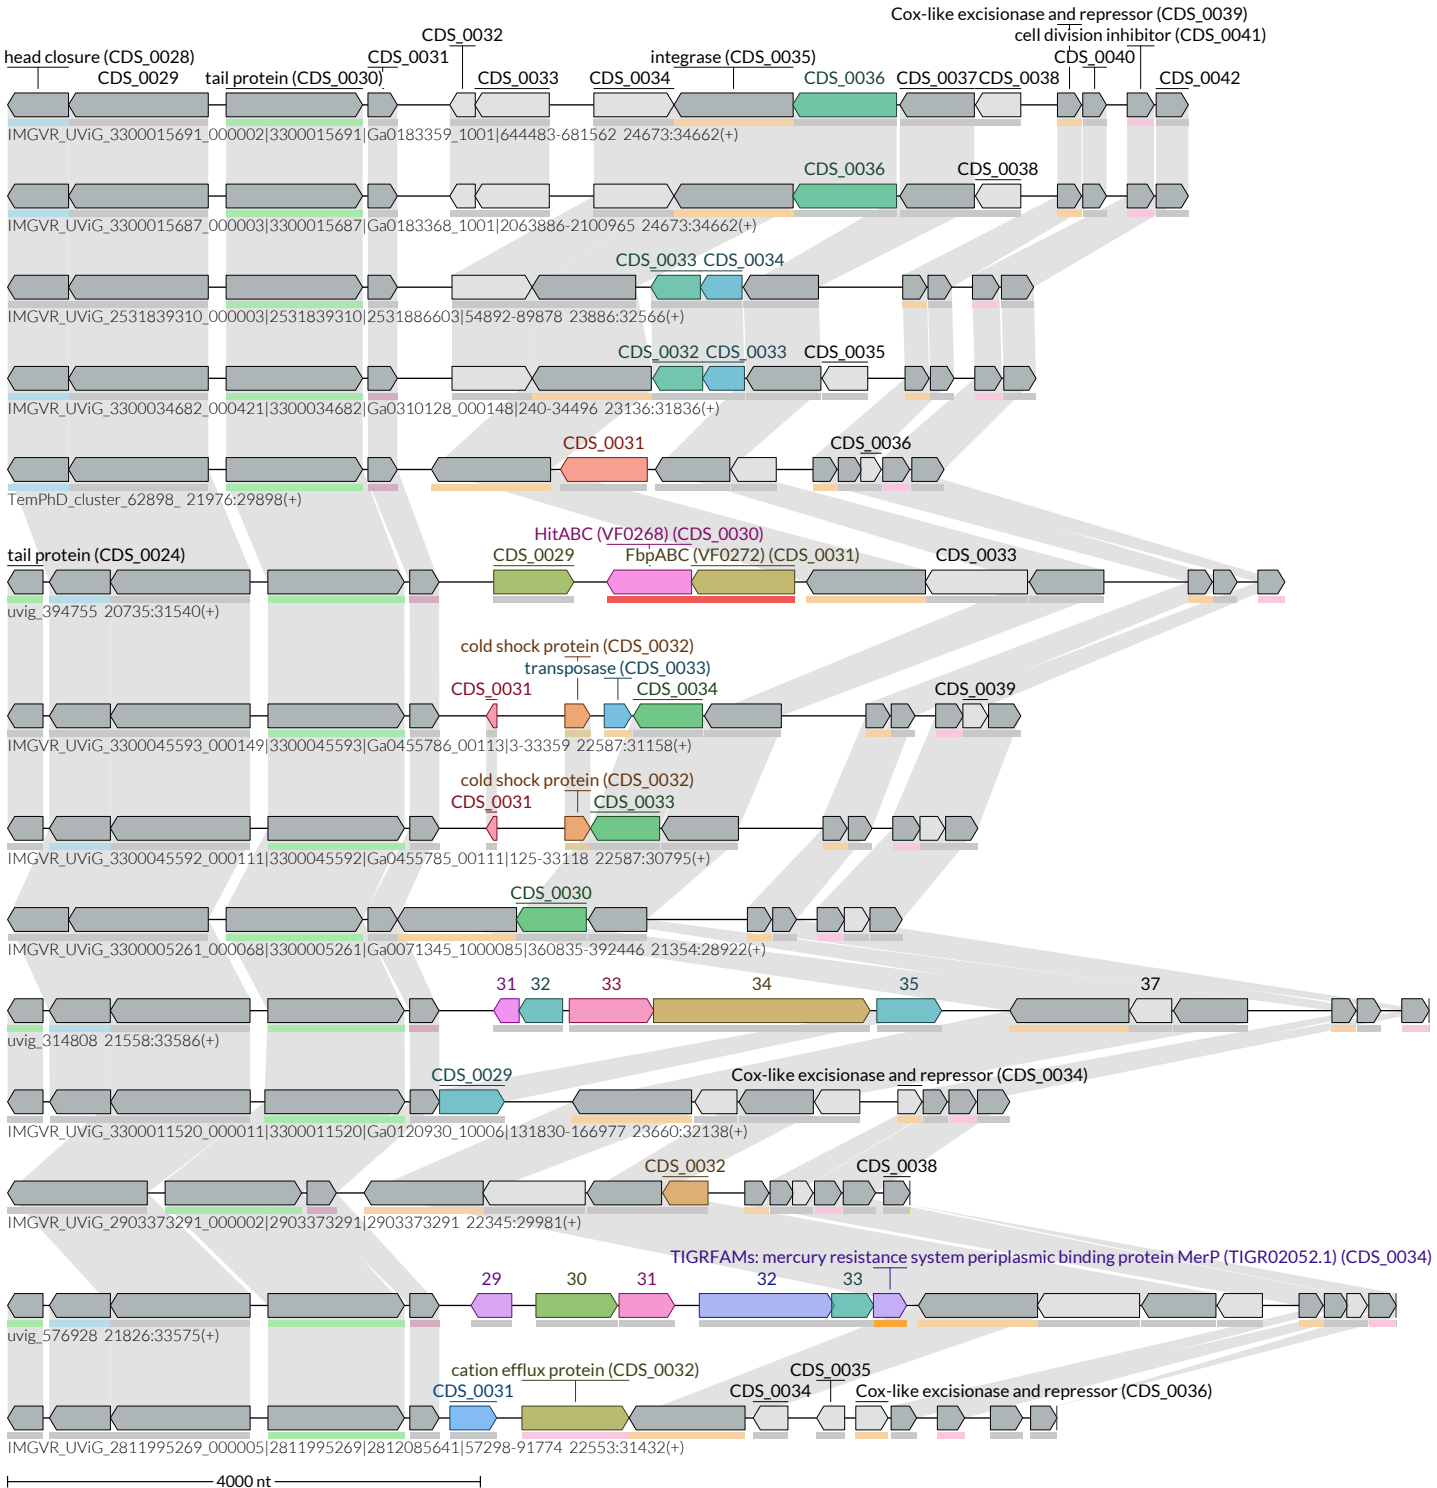 Cox-like excisionase and repressor (CDS_0039)
CDS_0032 cell division inhibitor (CDS_0041)
head closure (CDS_0028) CDS_0031 integrase (CDS_0035) CDS_0040
CDS_0029 tail protein (CDS_0030) CDS_0033 CDS_0034 CDS_0036 CDS_0037 CDS_0038 CDS_0042
IMGVR_UViG_3300015691_000002|3300015691|Ga0183359_1001|644483-681562 24673:34662(+)
CDS_0036 CDS_0038
IMGVR_UViG_3300015687_000003|3300015687|Ga0183368_1001|2063886-2100965 24673:34662(+)
CDS_0033 CDS_0034
IMGVR_UViG_2531839310_000003|2531839310|2531886603|54892-89878 23886:32566(+)
CDS_0032 CDS_0033 CDS_0035
IMGVR_UViG_3300034682_000421|3300034682|Ga0310128_000148|240-34496 23136:31836(+)
CDS_0031 CDS_0036
TemPhD_cluster_62898_ 21976:29898(+)
HitABC (VF0268) (CDS_0030)
tail protein (CDS_0024) CDS_0029 FbpABC (VF0272) (CDS_0031) CDS_0033
uvig_394755 20735:31540(+)
cold shock protein (CDS_0032)
transposase (CDS_0033)
CDS_0031 CDS_0034 CDS_0039
IMGVR_UViG_3300045593_000149|3300045593|Ga0455786_00113|3-33359 22587:31158(+)
cold shock protein (CDS_0032)
CDS_0031 CDS_0033
IMGVR_UViG_3300045592_000111|3300045592|Ga0455785_00111|125-33118 22587:30795(+)
CDS_0030
IMGVR_UViG_3300005261_000068|3300005261|Ga0071345_1000085|360835-392446 21354:28922(+)
31 32 33 34 35 37
uvig_314808 21558:33586(+)
CDS_0029 Cox-like excisionase and repressor (CDS_0034)
IMGVR_UViG_3300011520_000011|3300011520|Ga0120930_10006|131830-166977 23660:32138(+)
CDS_0032 CDS_0038
IMGVR_UViG_2903373291_000002|2903373291|2903373291 22345:29981(+)
TIGRFAMs: mercury resistance system periplasmic binding protein MerP (TIGR02052.1) (CDS_0034)
29 30 31 32 33
uvig_576928 21826:33575(+)
cation efflux protein (CDS_0032) CDS_0035
CDS_0031 CDS_0034 Cox-like excisionase and repressor (CDS_0036)
IMGVR_UViG_2811995269_000005|2811995269|2812085641|57298-91774 22553:31432(+)
4000 nt